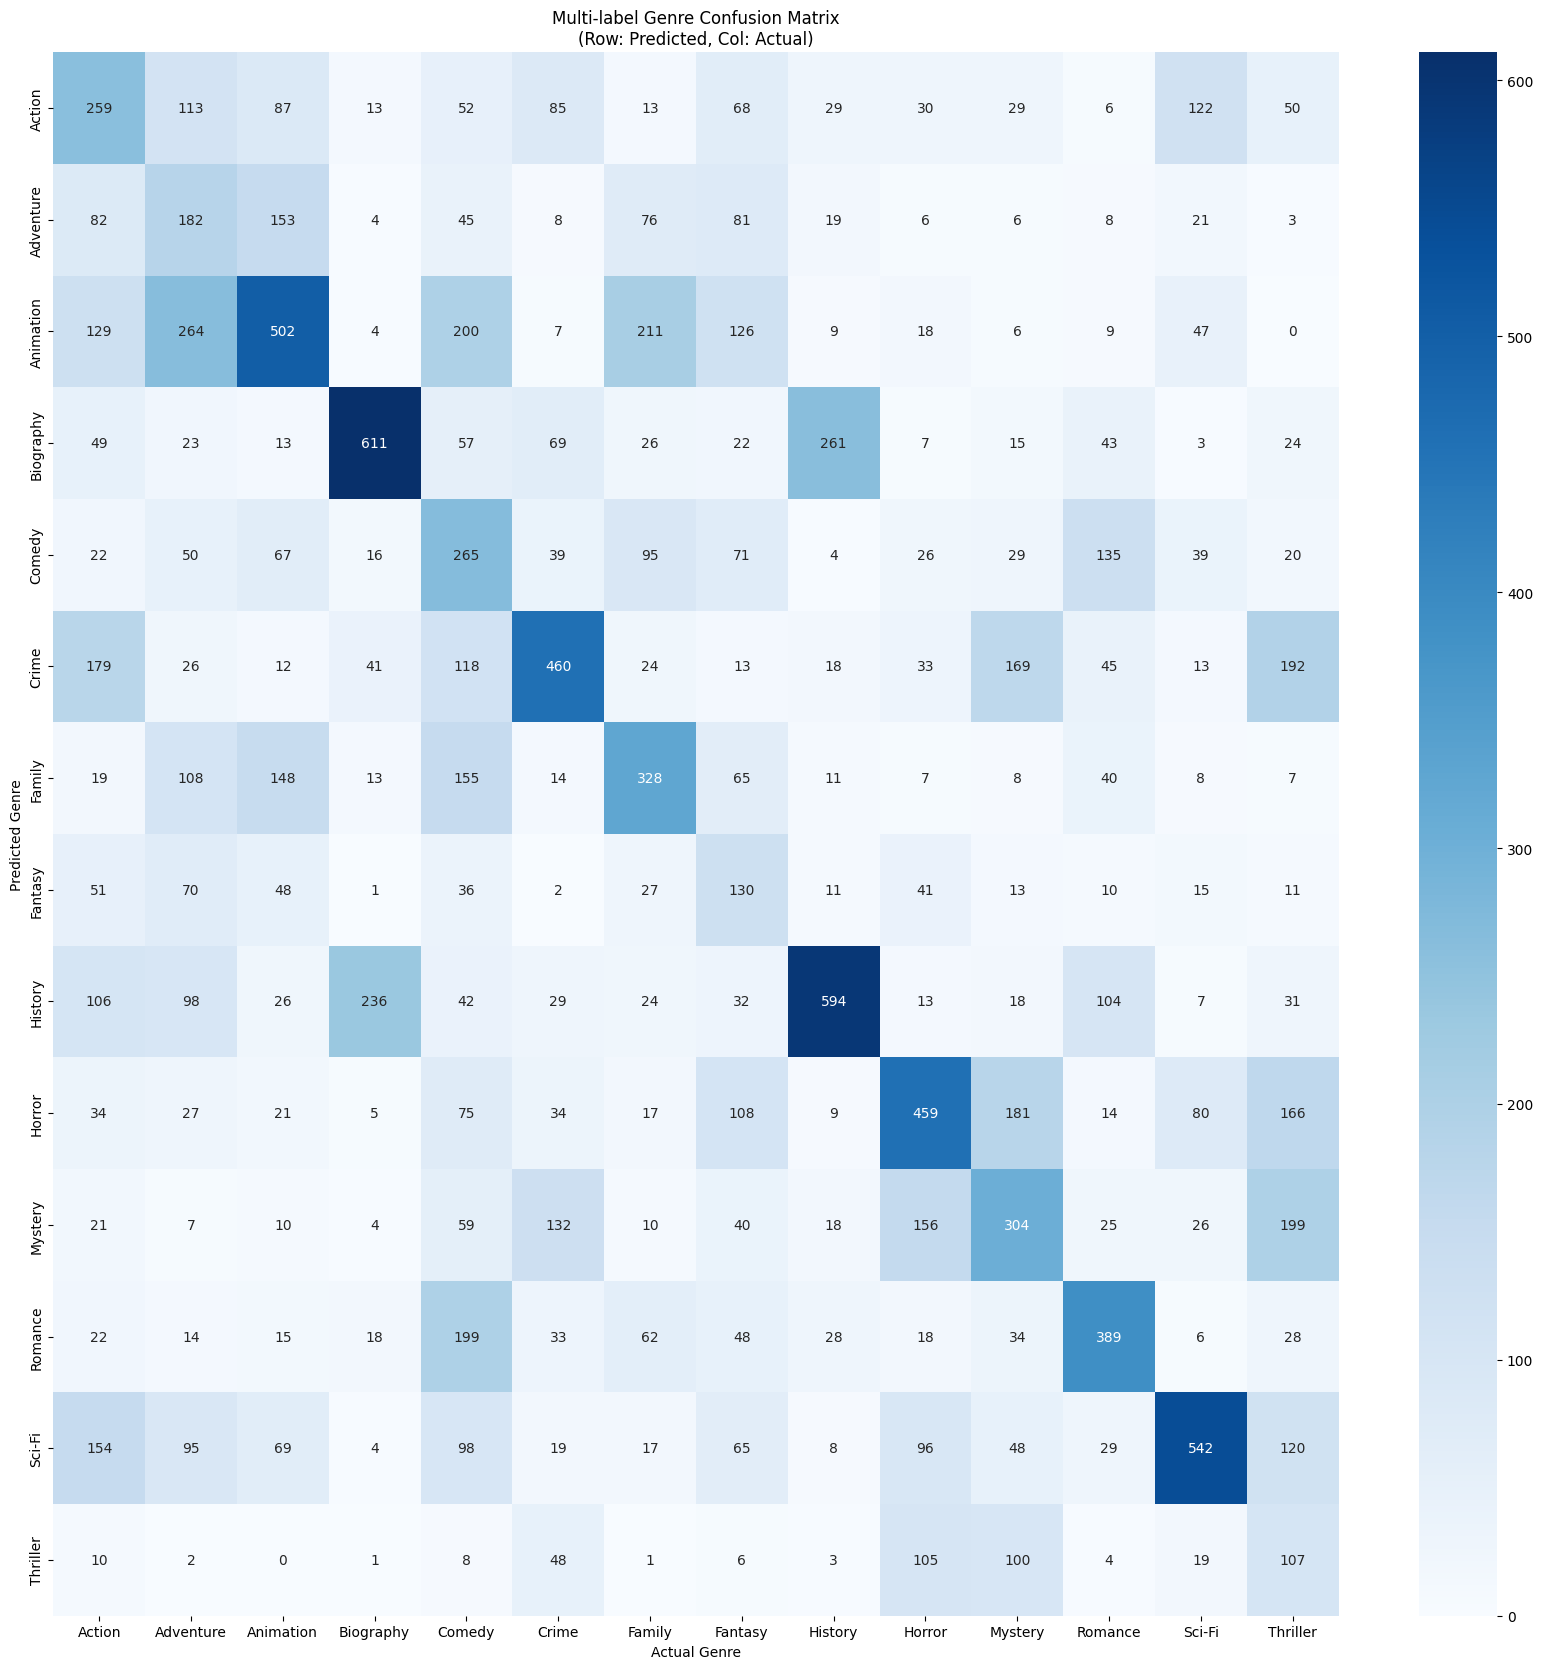 Multi-label Genre Confusion Matrix
(Row: Predicted, Col: Actual)
Predicted Genre
Action 259 113 87 13 52 85 13 68 29 30 29 6 122 50
Adventure 82 182 153 4 45 8 76 81 19 6 6 8 21 3
Animation 129 264 502 4 200 7 211 126 9 18 6 9 47 0
Biography 49 23 13 611 57 69 26 22 261 7 15 43 3 24
Comedy 22 50 67 16 265 39 95 71 4 26 29 135 39 20
Crime 179 26 12 41 118 460 24 13 18 33 169 45 13 192
Family 19 108 148 13 155 14 328 65 11 7 8 40 8 7
Fantasy 51 70 48 1 36 2 27 130 11 41 13 10 15 11
History 106 98 26 236 42 29 24 32 594 13 18 104 7 31
Horror 34 27 21 5 75 34 17 108 9 459 181 14 80 166
Mystery 21 7 10 4 59 132 10 40 18 156 304 25 26 199
Romance 22 14 15 18 199 33 62 48 28 18 34 389 6 28
Sci-Fi 154 95 69 4 98 19 17 65 8 96 48 29 542 120
Thriller 10 2 0 1 8 48 1 6 3 105 100 4 19 107
Action Adventure Animation Biography Comedy Crime Family Fantasy History Horror Mystery Romance Sci-Fi Thriller
Actual Genre
600
500
400
300
200
100
0